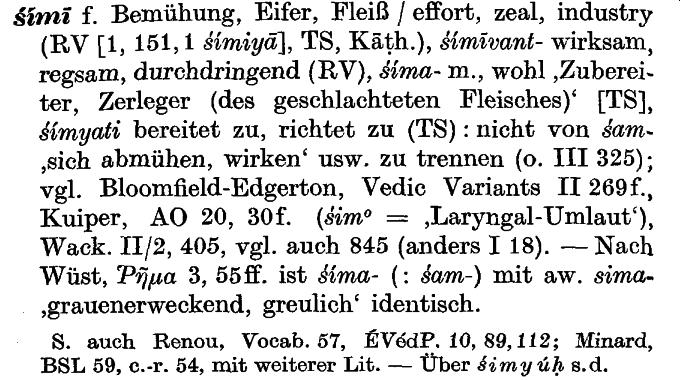 śímī f. Bemühung, Eifer, Fleiß / effort, zeal, industry
(RV [1, 151, 1 śímiyā], TS, Kāṭh.), śímīvant- wirksam,
regsam, durchdringend (RV), śíma- m., wohl ‚Zuberei-
ter, Zerleger (des geschlachteten Fleisches)‘ [TS],
śímyati bereitet zu, richtet zu (TS) : nicht von śam-
‚sich abmühen, wirken‘ usw. zu trennen (o. III 325);
vgl. Bloomfield-Edgerton, Vedic Variants II 269f.,
Kuiper, AO 20, 30f. (śim° = ‚Laryngal-Umlaut‘),
Wack. II/2, 405, vgl. auch 845 (anders I 18). — Nach
Wüst, Ῥῆμα 3, 55ff. ist śíma- (: śam-) mit aw. sima-
‚grauenerweckend, greulich‘ identisch.
S. auch Renou, Vocab. 57, ÉVédP. 10, 89, 112; Minard,
BSL 59, c.-r. 54, mit weiterer Lit. — Über śimyúḥ s.d.